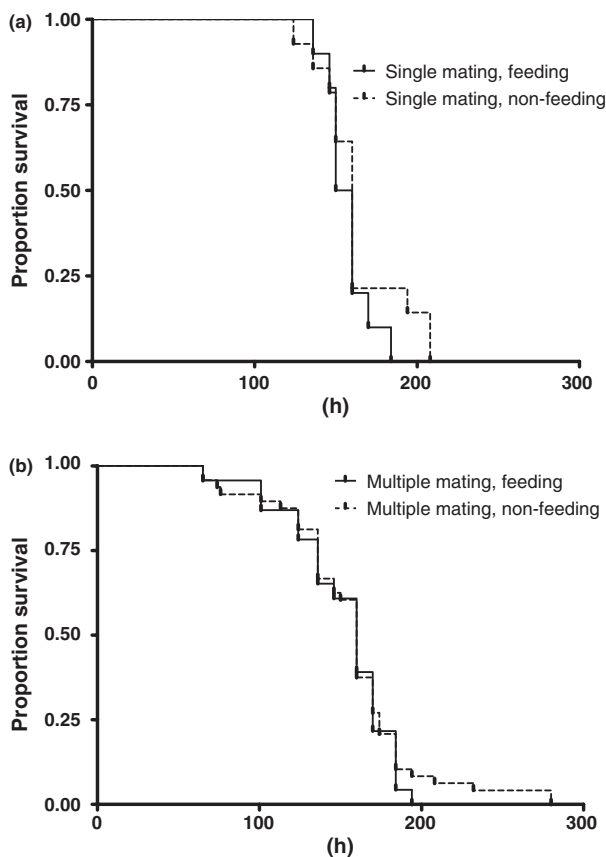 (a)
1.00
0.75
0.50
0.25
0.00
Proportion survival
Single mating, feeding
Single mating, non-feeding
0
100
200
300
(h)
(b)
1.00
0.75
0.50
0.25
0.00
Proportion survival
Multiple mating, feeding
Multiple mating, non-feeding
0
100
200
300
(h)